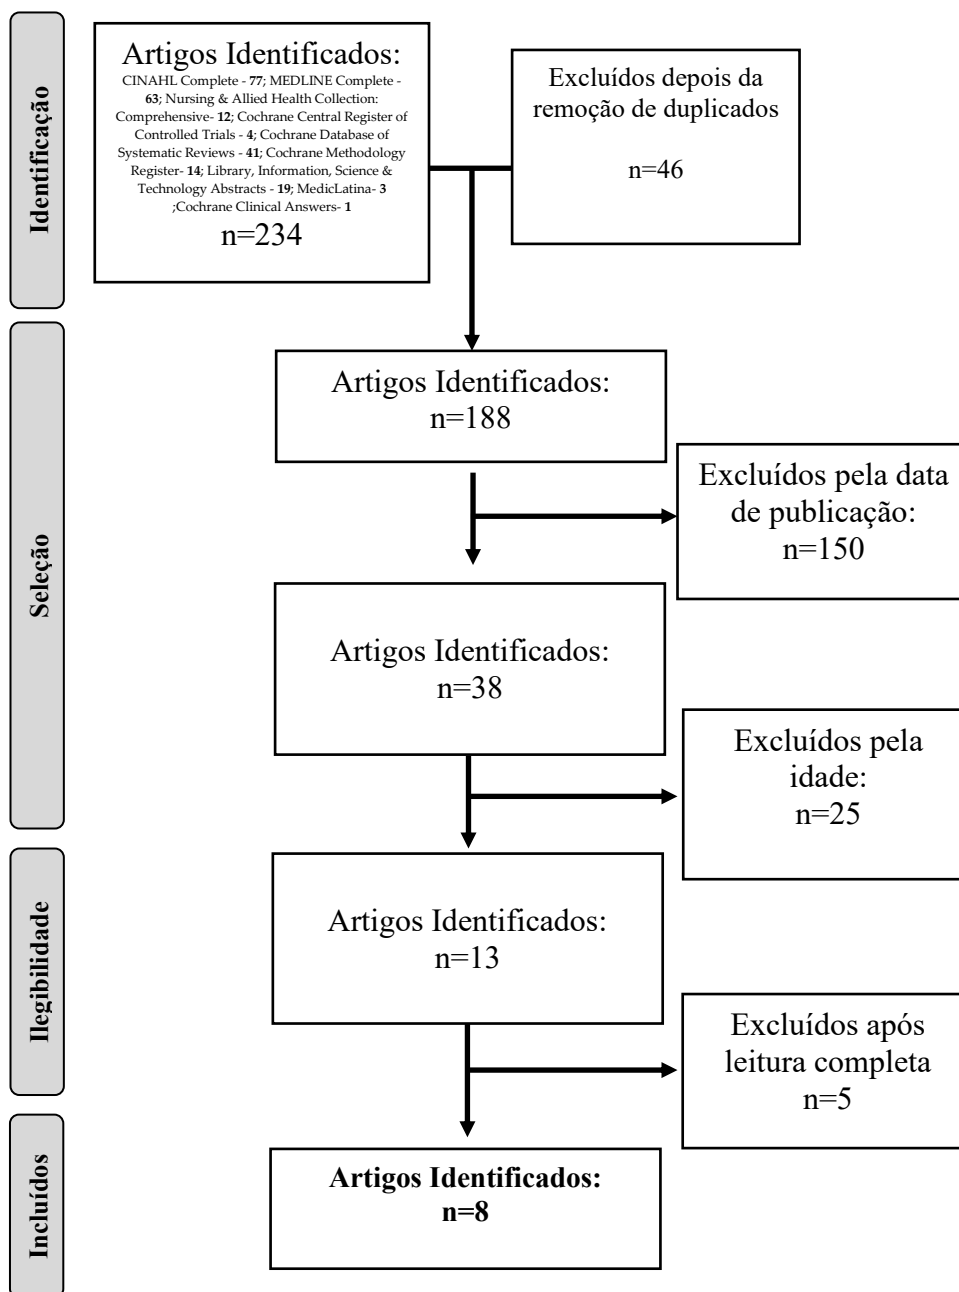 Identificação
Artigos Identificados:
CINAHL Complete - 77; MEDLINE Complete -
63; Nursing & Allied Health Collection:
Comprehensive- 12; Cochrane Central Register of
Controlled Trials - 4; Cochrane Database of
Systematic Reviews - 41; Cochrane Methodology
Register- 14; Library, Information, Science &
Technology Abstracts - 19; MedicLatina- 3
;Cochrane Clinical Answers- 1
n=234
Excluídos depois da
remoção de duplicados
n=46
Seleção
Artigos Identificados:
n=188
Excluídos pela data
de publicação:
n=150
Artigos Identificados:
n=38
Excluídos pela
idade:
n=25
Ilegibilidade
Artigos Identificados:
n=13
Excluídos após
leitura completa
n=5
Incluídos
Artigos Identificados:
n=8